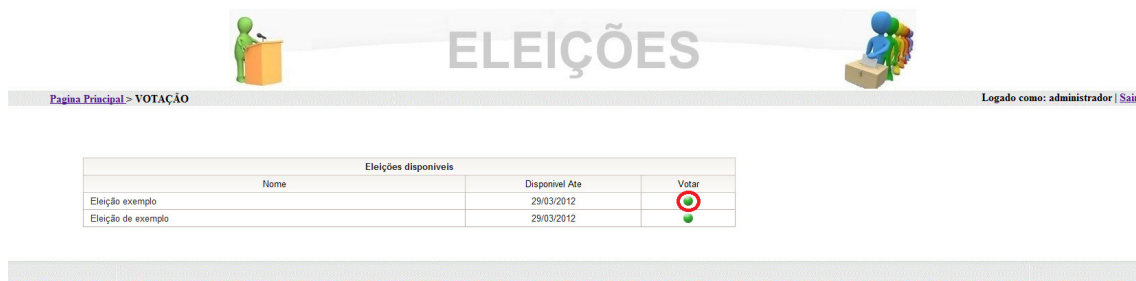 ELEIÇÕES
Pagina Principal > VOTAÇÃO Logado como: administrador | Sair
Eleições disponíveis
Nome Disponivel Ate Votar
Eleição exemplo 29/03/2012
Eleição de exemplo 29/03/2012